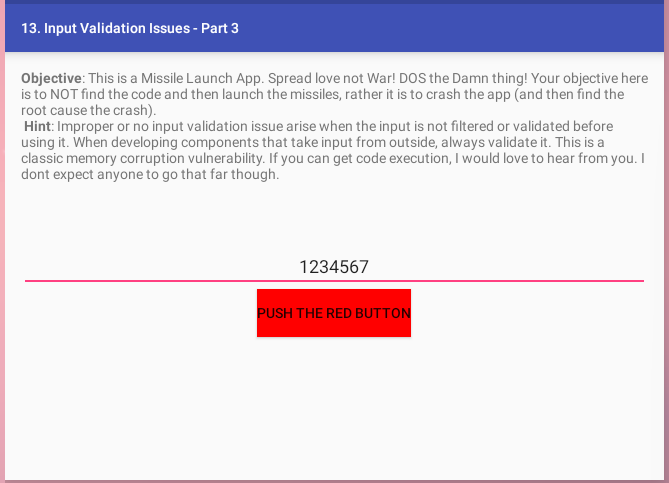 13. Input Validation Issues - Part 3
Objective: This is a Missile Launch App. Spread love not War! DOS the Damn thing! Your objective here
is to NOT find the code and then launch the missiles, rather it is to crash the app (and then find the
root cause the crash).
Hint: Improper or no input validation issue arise when the input is not filtered or validated before
using it. When developing components that take input from outside, always validate it. This is a
classic memory corruption vulnerability. If you can get code execution, I would love to hear from you. I
dont expect anyone to go that far though.
1234567
PUSH THE RED BUTTON